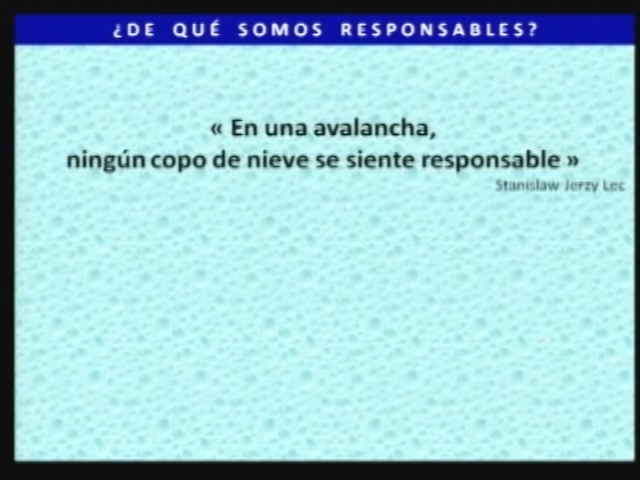 ¿DE QUÉ SOMOS RESPONSABLES?
« En una avalancha,
ningún copo de nieve se siente responsable »
Stanislaw Jerzy Lec